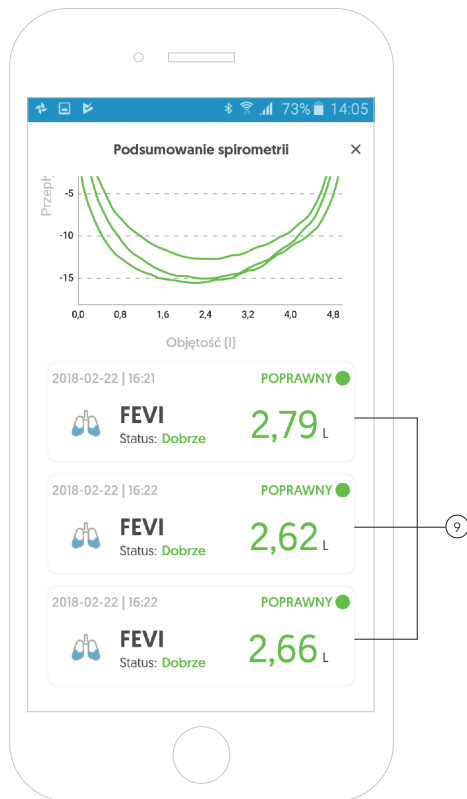 73% 14:05
Podsumowanie spirometrii ×
-5
-10
-15
0,0 0,8 1,6 2,4 3,2 4,0 4,8
Objętość (l)
2018-02-22 | 16:21 POPRAWNY
FEVI 2,79 L
Status: Dobrze
2018-02-22 | 16:22 POPRAWNY
FEVI 2,62 L
Status: Dobrze
9
2018-02-22 | 16:22 POPRAWNY
FEVI 2,66 L
Status: Dobrze